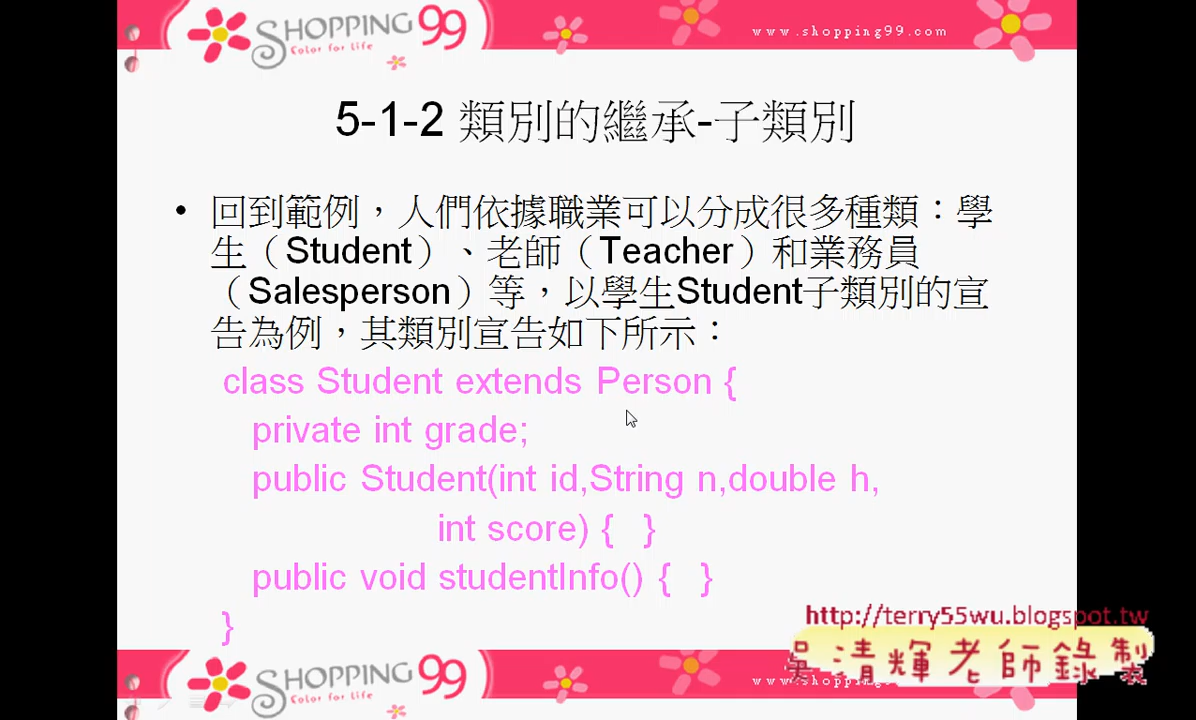 SHOPPING 99
Color for Life
www.shopping99.com
5-1-2 類別的繼承-子類別
• 回到範例，人們依據職業可以分成很多種類：學
生（Student）、老師（Teacher）和業務員
（Salesperson）等，以學生Student子類別的宣
告為例，其類別宣告如下所示：
class Student extends Person {
private int grade;
public Student(int id,String n,double h,
int score) { }
public void studentInfo() { }
}
http://terry55wu.blogspot.tw
吳清輝老師錄製
SHOPPING 99
Color for Life